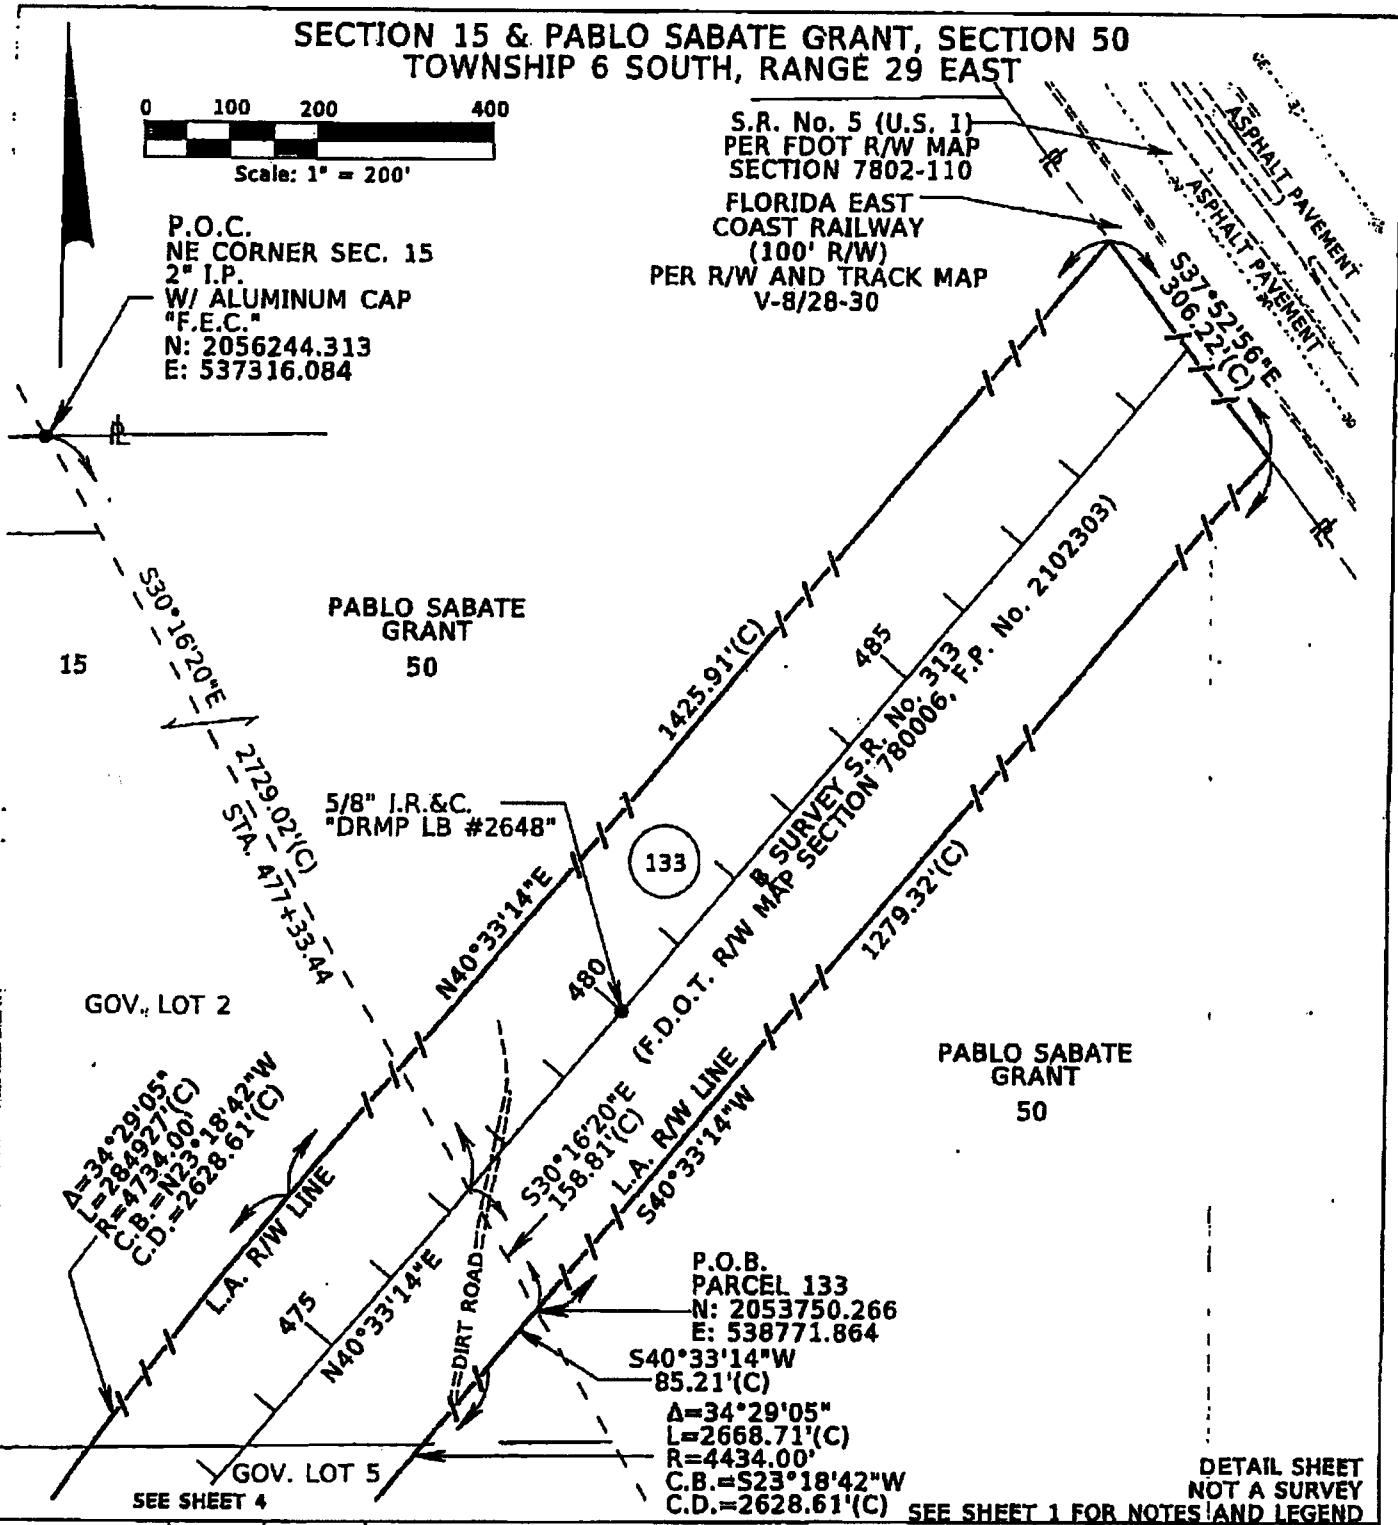 SECTION 15 & PABLO SABATE GRANT, SECTION 50
TOWNSHIP 6 SOUTH, RANGE 29 EAST
0 100 200 400
Scale: 1" = 200'
P.O.C.
NE CORNER SEC. 15
2" I.P.
W/ ALUMINUM CAP
"F.E.C."
N: 2056244.313
E: 537316.084
S.R. No. 5 (U.S. 1)
PER FDOT R/W MAP
SECTION 7802-110
FLORIDA EAST
COAST RAILWAY
(100' R/W)
PER R/W AND TRACK MAP
V-8/28-30
ASPHALT PAVEMENT
ASPHALT PAVEMENT
S37°52'56"E
306.22'(C)
S30°16'20"E
2729.02'(C)
STA. 477+33.44
15
PABLO SABATE
GRANT
50
1425.91'(C)
N40°33'14"E
5/8" I.R.&C.
"DRMP LB #2648"
133
485
480
475
B SURVEY S.R. No. 313
(F.D.O.T. R/W MAP SECTION 780006, F.P. No. 2102303)
1279.32'(C)
GOV. LOT 2
Δ=34°29'05"
L=284927'(C)
R=4734.00'
C.B.=N23°18'42"W
C.D.=2628.61'(C)
L.A. R/W LINE
N40°33'14"E
DIRT ROAD
S30°16'20"E
158.81'(C)
L.A. R/W LINE
S40°33'14"W
PABLO SABATE
GRANT
50
P.O.B.
PARCEL 133
N: 2053750.266
E: 538771.864
S40°33'14"W
85.21'(C)
Δ=34°29'05"
L=2668.71'(C)
R=4434.00'
C.B.=S23°18'42"W
C.D.=2628.61'(C)
GOV. LOT 5
SEE SHEET 4
DETAIL SHEET
NOT A SURVEY
SEE SHEET 1 FOR NOTES AND LEGEND